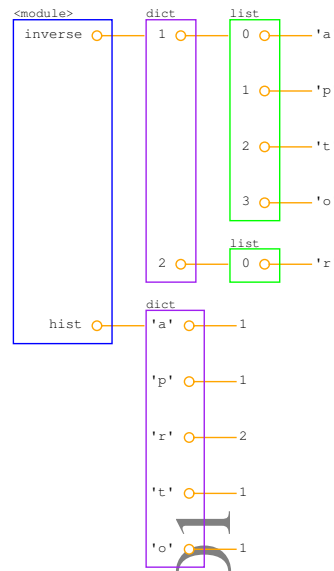 <module>
dict
list
inverse
1
0
'a
1
'p
2
't
3
'o
list
2
0
'r
dict
hist
'a'
1
'p'
1
'r'
2
't'
1
'o'
1